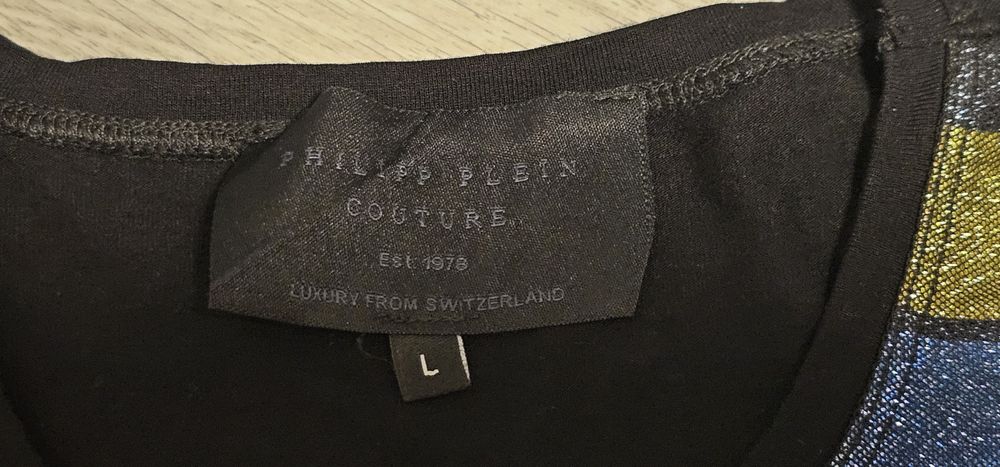 PHILIPP PLEIN
COUTURE
Est. 1978
LUXURY FROM SWITZERLAND
L